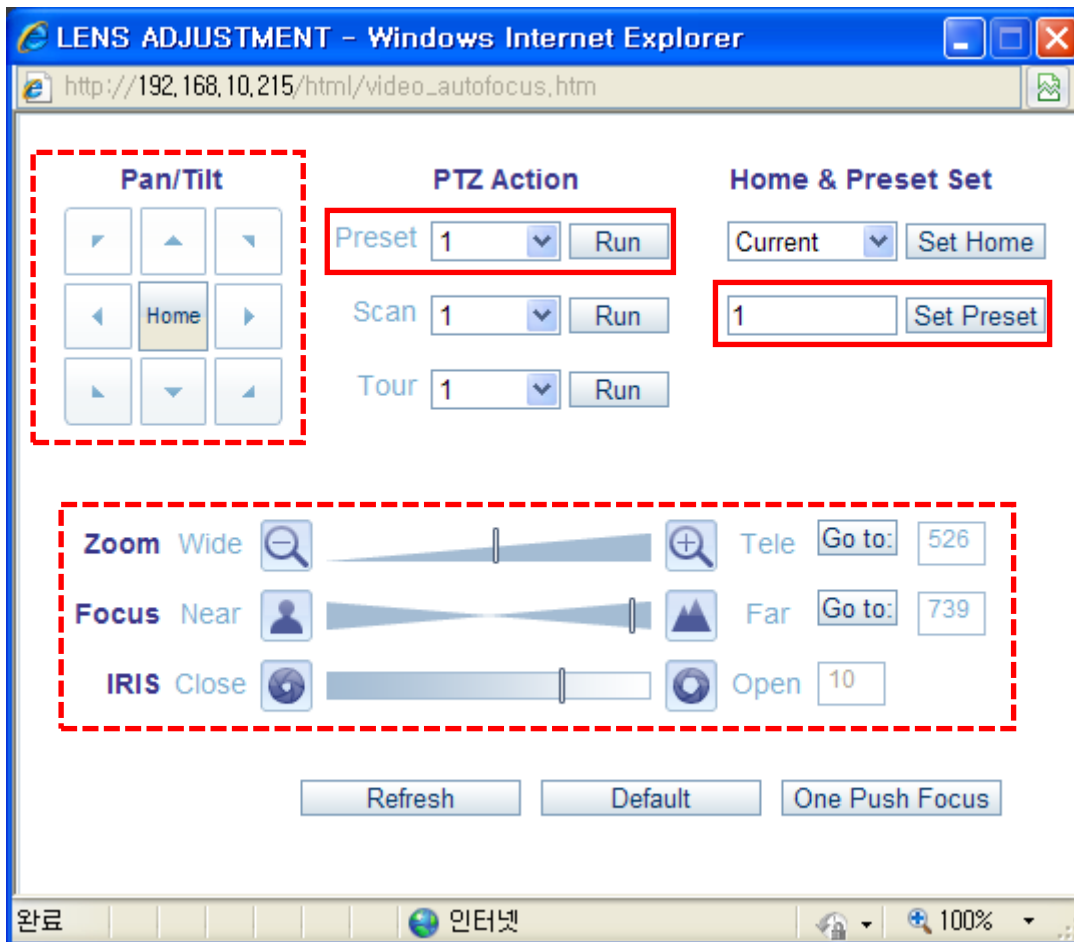 LENS ADJUSTMENT - Windows Internet Explorer
http://192,168,10,215/html/video_autofocus,htm
Pan/Tilt
PTZ Action
Home & Preset Set
Preset 1 Run
Current Set Home
Home
Scan 1 Run
1 Set Preset
Tour 1 Run
Zoom Wide Tele Go to: 526
Focus Near Far Go to: 739
IRIS Close Open 10
Refresh Default One Push Focus
완료 인터넷 100%